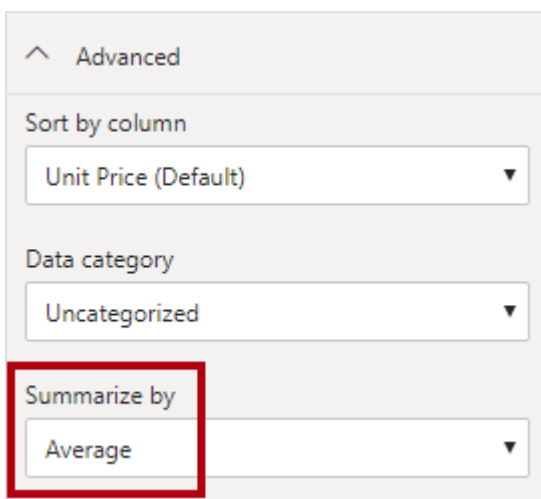 Advanced
Sort by column
Unit Price (Default)
Data category
Uncategorized
Summarize by
Average